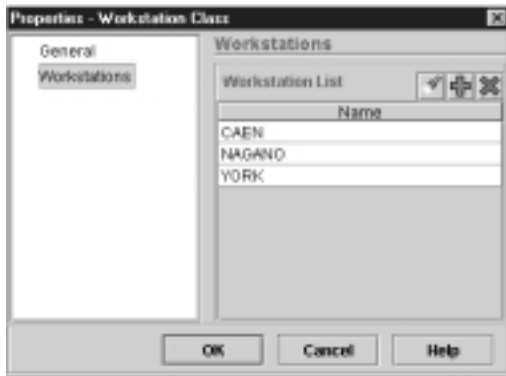 Properties - Workstation Class
General
Workstations
Workstations
Workstation List
Name
CAEN
NAGANO
YORK
OK
Cancel
Help